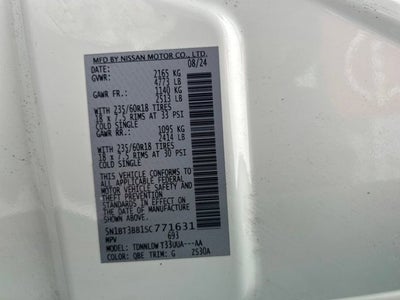 MFD BY NISSAN MOTOR CO., LTD.
DATE: 08/24
GVWR: 2165 KG
4773 LB
GAWR FR.: 1140 KG
2513 LB
WITH 235/60R18 TIRES
18 x 7.5 RIMS AT 33 PSI
COLD SINGLE
GAWR RR.: 1095 KG
2414 LB
WITH 235/60R18 TIRES
18 x 7.5 RIMS AT 30 PSI
COLD SINGLE
THIS VEHICLE CONFORMS TO ALL
APPLICABLE FEDERAL MOTOR
VEHICLE SAFETY, BUMPER, AND
THEFT PREVENTION
STANDARDS IN EFFECT ON THE
DATE OF MANUFACTURE SHOWN
ABOVE.
5N1BT3BB1SC771631
MPV 693
MODEL: TDNNLDW T33UUA---AA
COLOR: QBE TRIM: G ZS30A